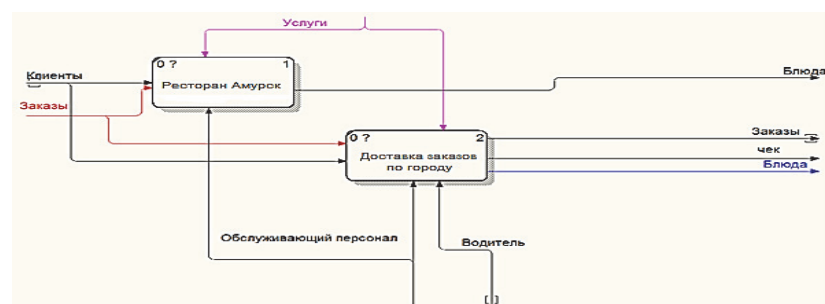 Услуги
0 ?
1
Ресторан Амурск
Клиенты
Заказы
Блюда
0 ?
2
Доставка заказов
по городу
Заказы
чек
Блюда
Обслуживающий персонал
Водитель